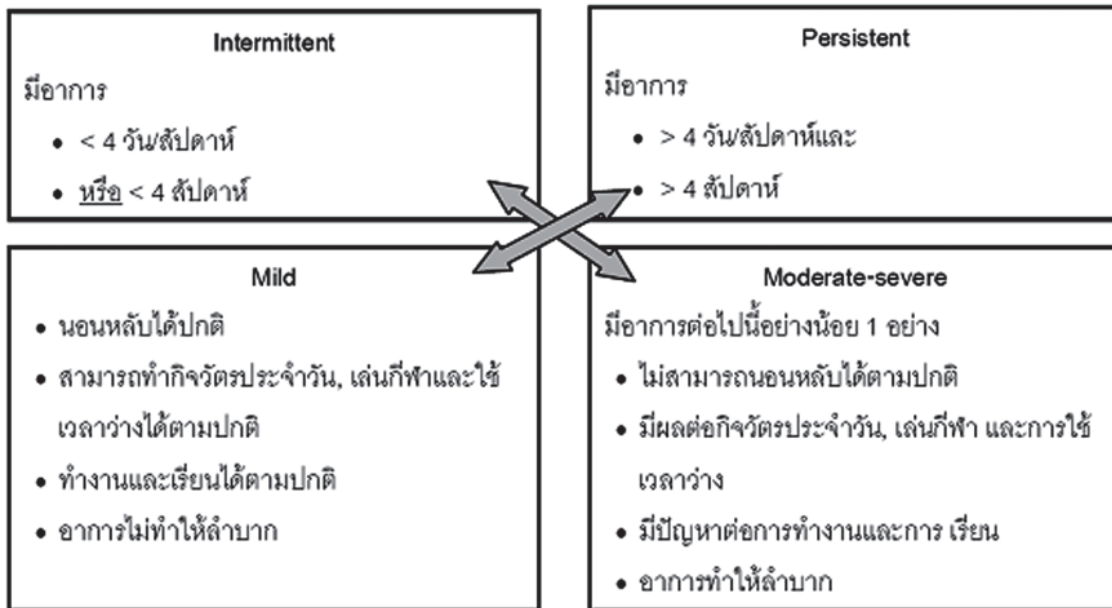 Intermittent
มีอาการ
• < 4 วัน/สัปดาห์
• หรือ < 4 สัปดาห์
Persistent
มีอาการ
• > 4 วัน/สัปดาห์และ
• > 4 สัปดาห์
Mild
• นอนหลับได้ปกติ
• สามารถทำกิจวัตรประจำวัน, เล่นกีฬาและใช้
เวลาว่างได้ตามปกติ
• ทำงานและเรียนได้ตามปกติ
• อาการไม่ทำให้ลำบาก
Moderate-severe
มีอาการต่อไปนี้อย่างน้อย 1 อย่าง
• ไม่สามารถนอนหลับได้ตามปกติ
• มีผลต่อกิจวัตรประจำวัน, เล่นกีฬา และการใช้
เวลาว่าง
• มีปัญหาต่อการทำงานและการ เรียน
• อาการทำให้ลำบาก